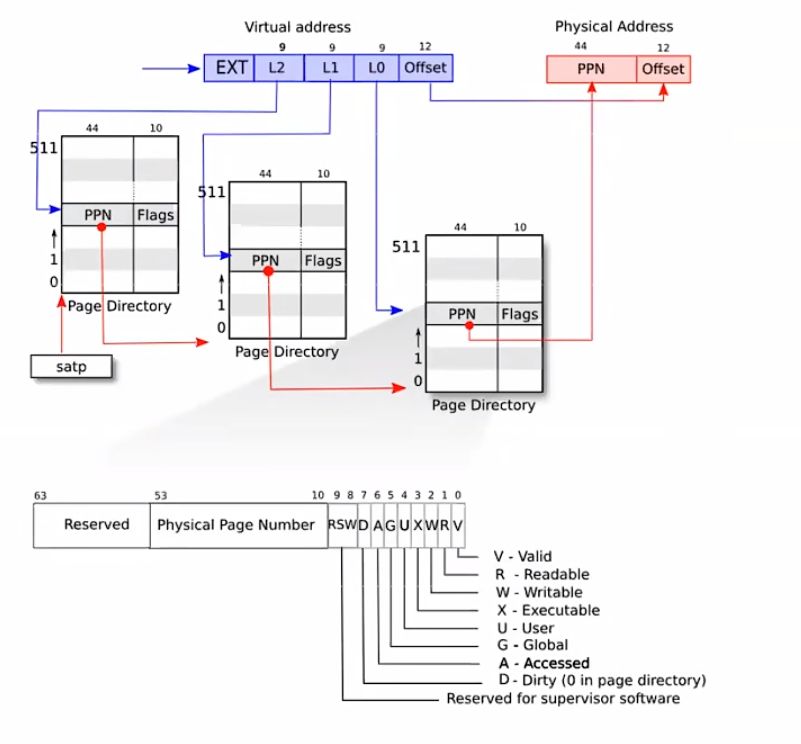 Virtual address
Physical Address
9 9 9 12
44 12
EXT L2 L1 L0 Offset
PPN Offset
44 10
511
PPN Flags
1
0
Page Directory
satp
44 10
511
PPN Flags
1
0
Page Directory
44 10
511
PPN Flags
1
0
Page Directory
63 53 10 9 8 7 6 5 4 3 2 1 0
Reserved Physical Page Number RSW D A G U X W R V
V - Valid
R - Readable
W - Writable
X - Executable
U - User
G - Global
A - Accessed
D - Dirty (0 in page directory)
Reserved for supervisor software